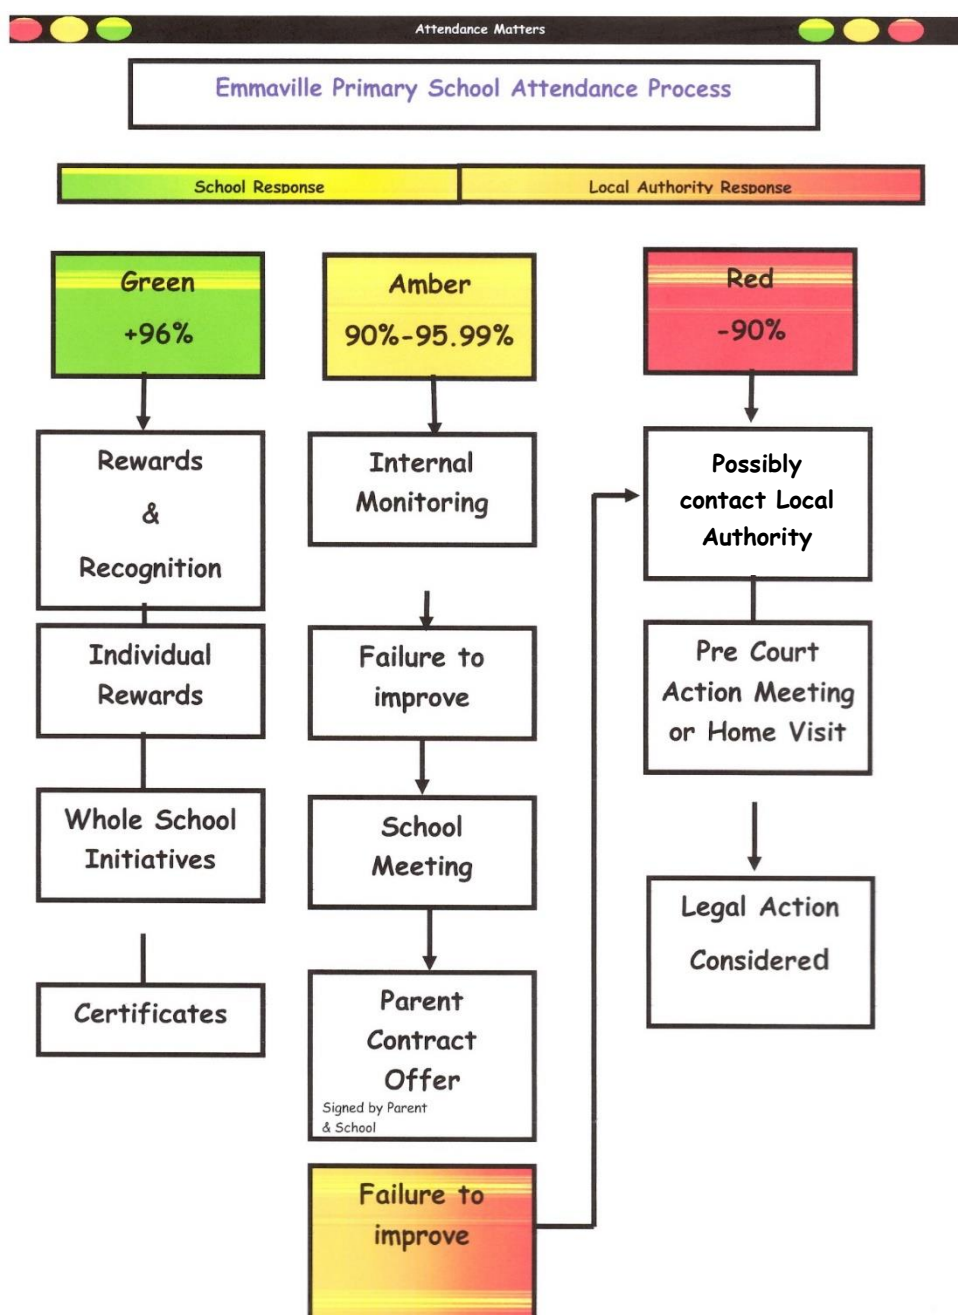 Attendance Matters
Emmaville Primary School Attendance Process
School Response
Local Authority Response
Green
+96%
Rewards
&
Recognition
Individual
Rewards
Whole School
Initiatives
Certificates
Amber
90%-95.99%
Internal
Monitoring
Failure to
improve
School
Meeting
Parent
Contract
Offer
Signed by Parent
& School
Failure to
improve
Red
-90%
Possibly
contact Local
Authority
Pre Court
Action Meeting
or Home Visit
Legal Action
Considered